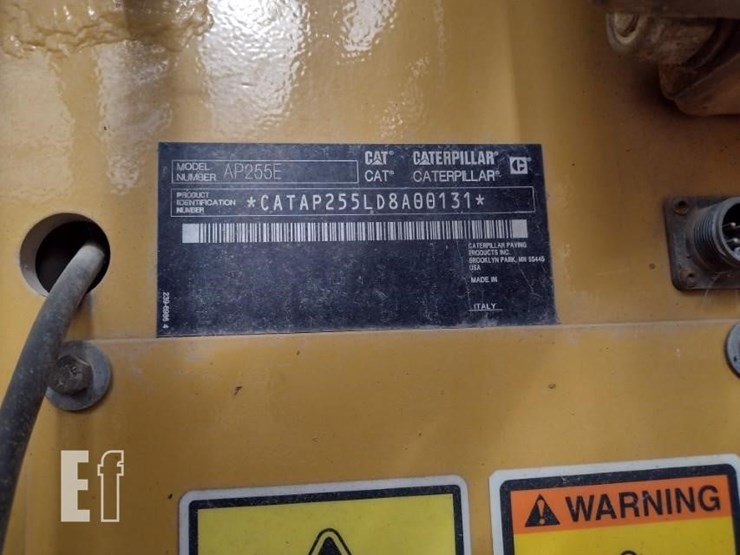 MODEL NUMBER AP255E
CAT® CATERPILLAR®
CAT® CATERPILLAR®
PRODUCT IDENTIFICATION NUMBER *CATAP255LD8A00131*
CATERPILLAR PAVING
PRODUCTS INC
BROOKLYN PARK, MN 55445
USA
MADE IN
ITALY
Ef
WARNING